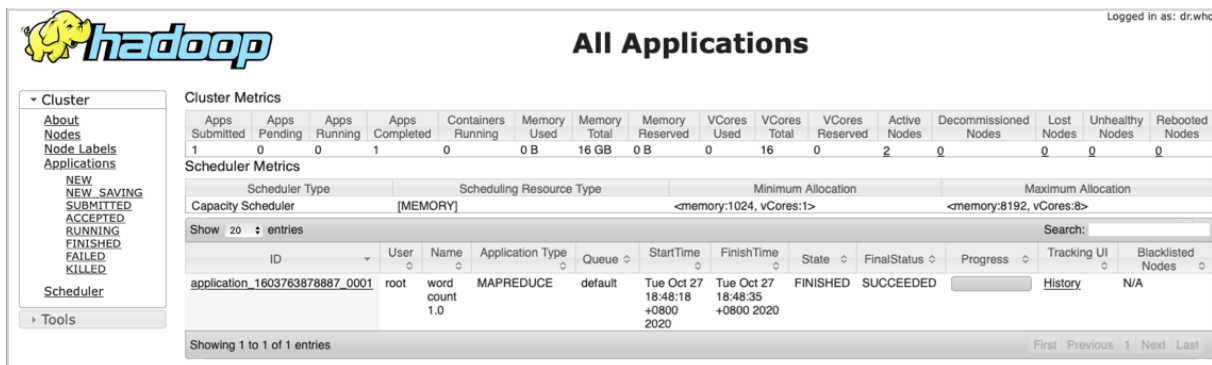 Logged in as: dr.who
hadoop
All Applications
Cluster
About
Nodes
Node Labels
Applications
NEW
NEW_SAVING
SUBMITTED
ACCEPTED
RUNNING
FINISHED
FAILED
KILLED
Scheduler
Tools
Cluster Metrics
Apps Submitted Apps Pending Apps Running Apps Completed Containers Running Memory Used Memory Total Memory Reserved VCores Used VCores Total VCores Reserved Active Nodes Decommissioned Nodes Lost Nodes Unhealthy Nodes Rebooted Nodes
1 0 0 1 0 0 B 16 GB 0 B 0 16 0 2 0 0 0 0
Scheduler Metrics
Scheduler Type Scheduling Resource Type Minimum Allocation Maximum Allocation
Capacity Scheduler [MEMORY] <memory:1024, vCores:1> <memory:8192, vCores:8>
Show 20 entries Search:
ID User Name Application Type Queue StartTime FinishTime State FinalStatus Progress Tracking UI Blacklisted Nodes
application_1603763878887_0001 root word count 1.0 MAPREDUCE default Tue Oct 27 18:48:18 +0800 2020 Tue Oct 27 18:48:35 +0800 2020 FINISHED SUCCEEDED History N/A
Showing 1 to 1 of 1 entries First Previous 1 Next Last